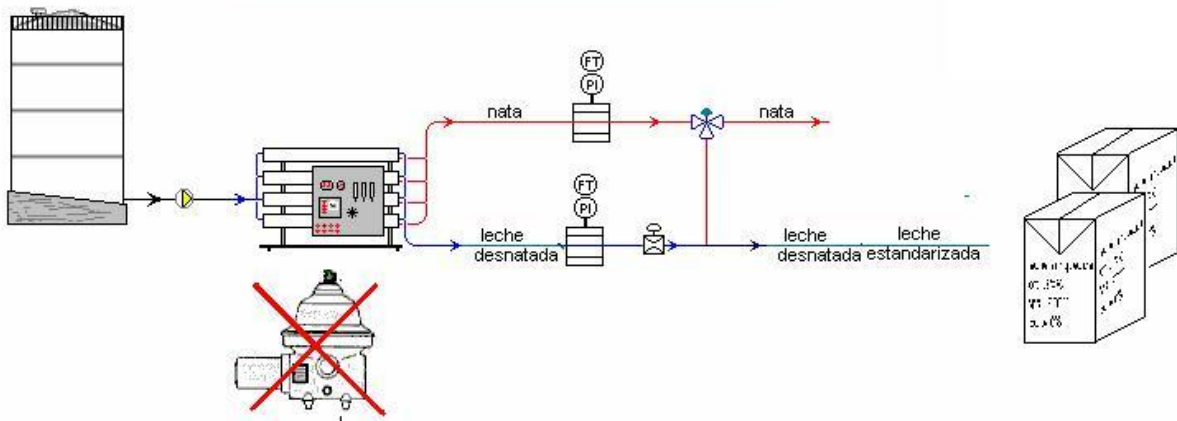 FT
PI
nata
nata
FT
PI
leche
desnatada
leche
desnatada
leche
estandarizada